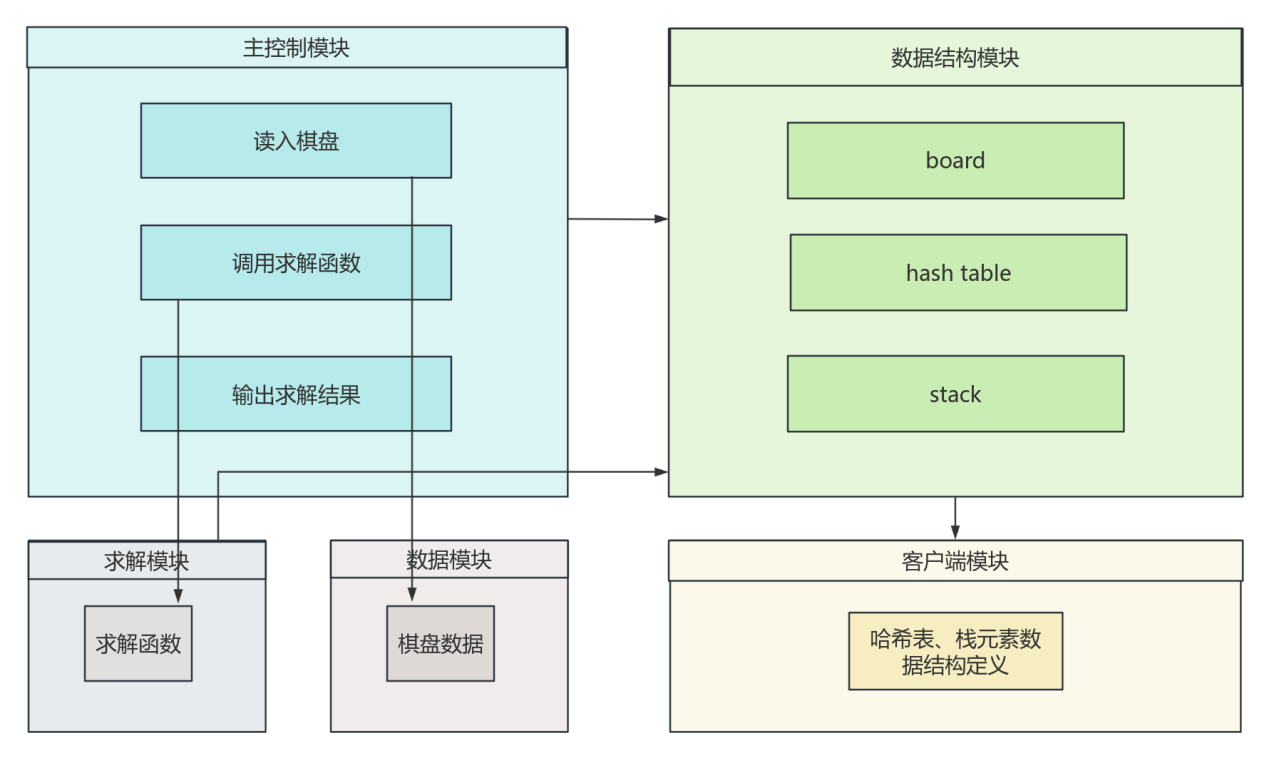 主控制模块
读入棋盘
调用求解函数
输出求解结果
数据结构模块
board
hash table
stack
求解模块
求解函数
数据模块
棋盘数据
客户端模块
哈希表、栈元素数
据结构定义